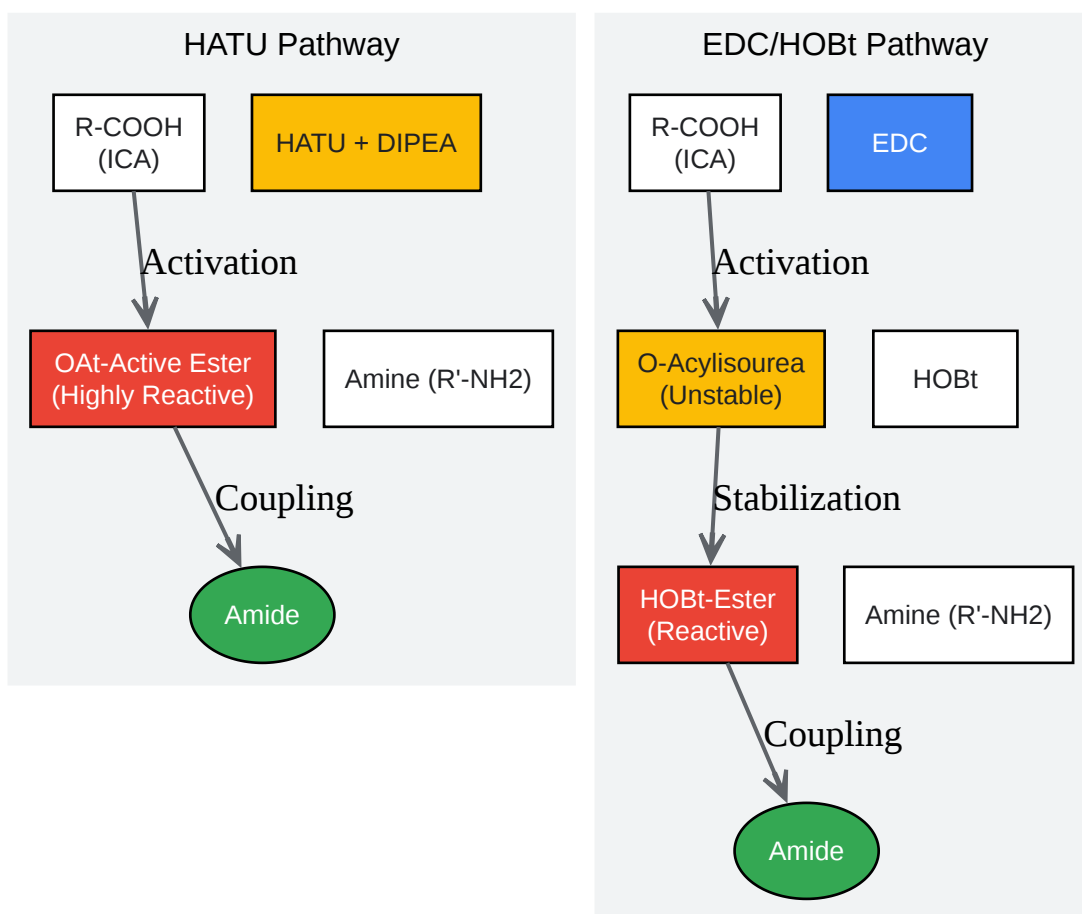 HATU Pathway
R-COOH
(ICA)
HATU + DIPEA
Activation
OAt-Active Ester
(Highly Reactive)
Amine (R'-NH2)
Coupling
Amide
EDC/HOBt Pathway
R-COOH
(ICA)
EDC
Activation
O-Acylisourea
(Unstable)
HOBt
Stabilization
HOBt-Ester
(Reactive)
Amine (R'-NH2)
Coupling
Amide